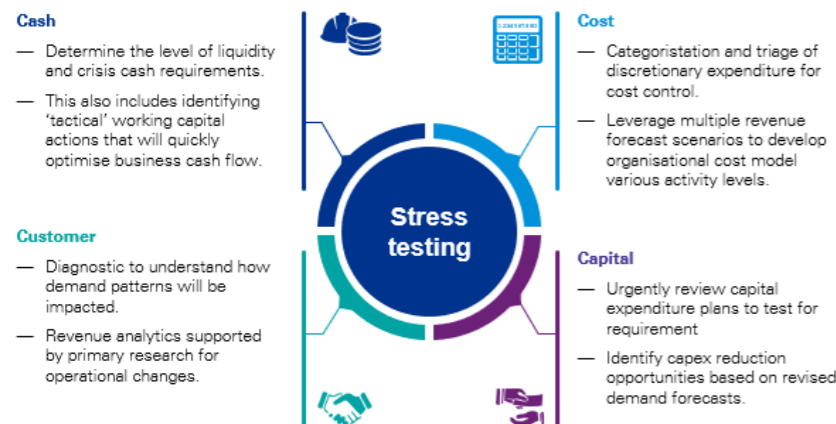 Cash
— Determine the level of liquidity
and crisis cash requirements.
— This also includes identifying
‘tactical’ working capital
actions that will quickly
optimise business cash flow.
Cost
— Categoristation and triage of
discretionary expenditure for
cost control.
— Leverage multiple revenue
forecast scenarios to develop
organisational cost model
various activity levels.
Stress
testing
Customer
— Diagnostic to understand how
demand patterns will be
impacted.
— Revenue analytics supported
by primary research for
operational changes.
Capital
— Urgently review capital
expenditure plans to test for
requirement
— Identify capex reduction
opportunities based on revised
demand forecasts.